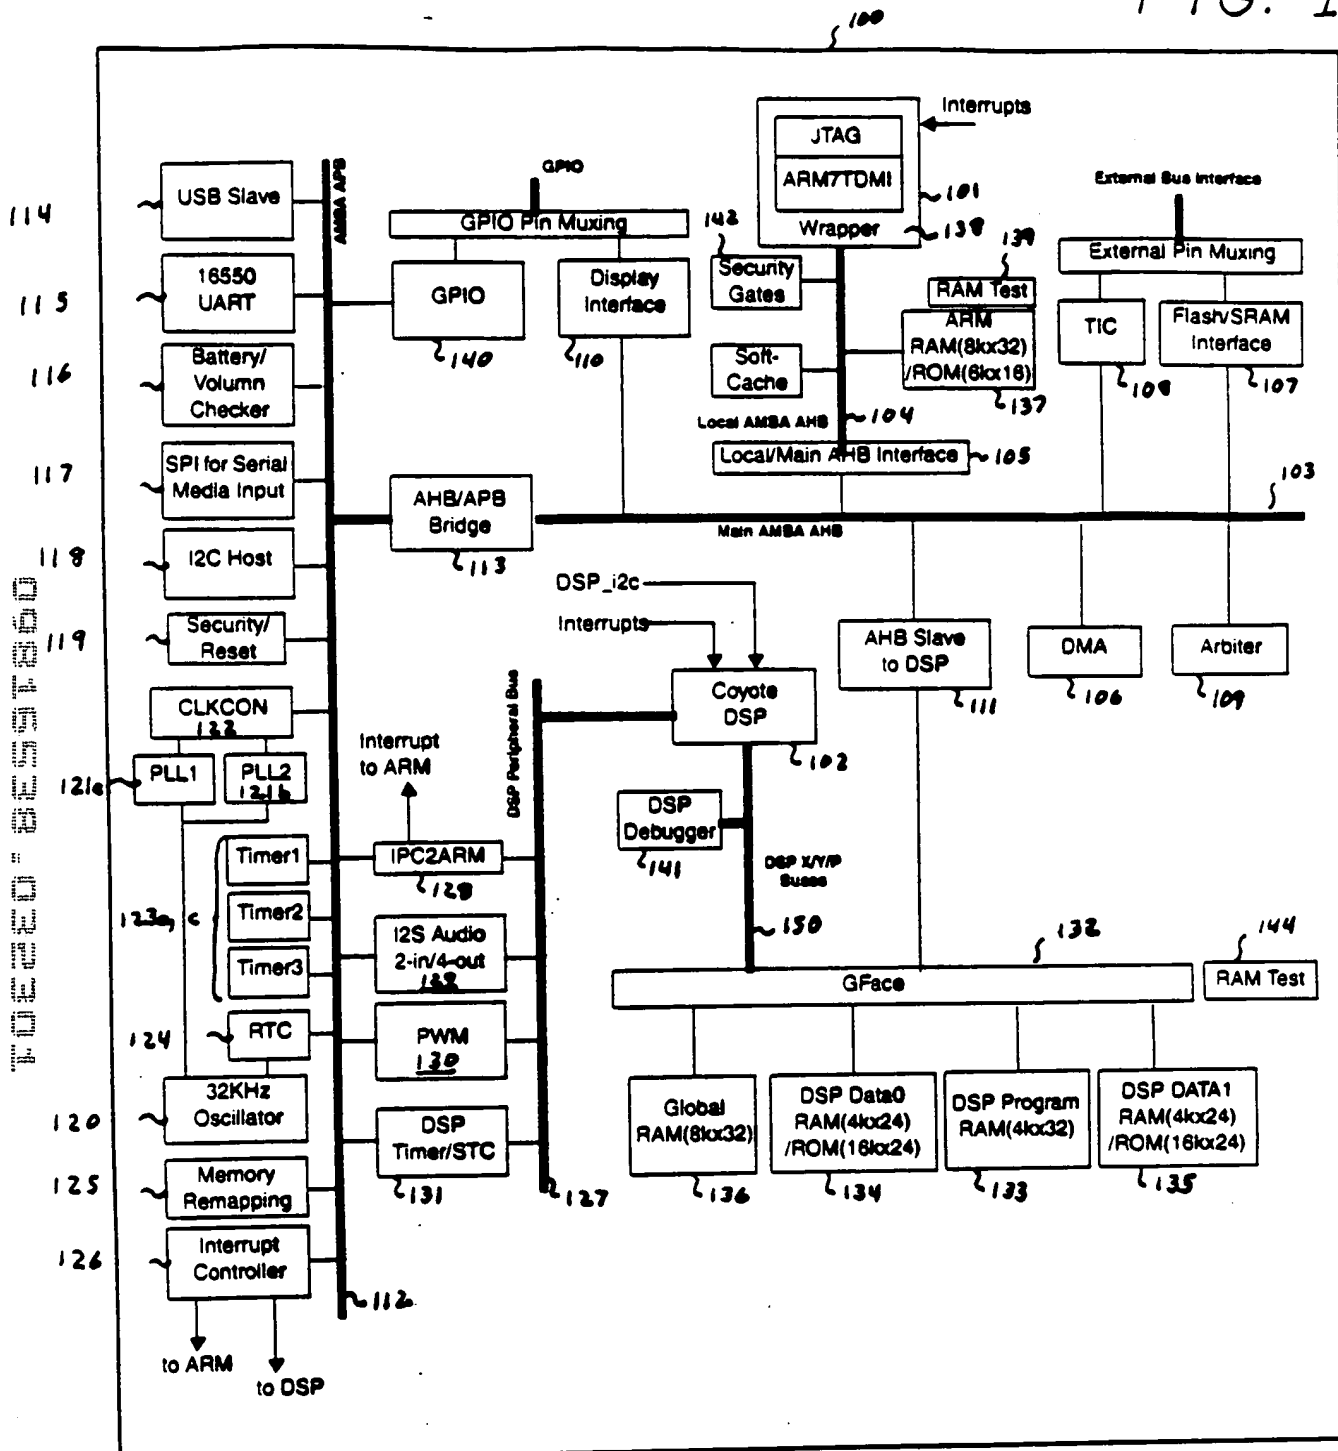 FIG. 1
100
Interrupts
JTAG
ARM7TDMI
101
Wrapper
138
USB Slave
114
AMBA APB
GPIO
GPIO Pin Muxing
142
139
External Bus Interface
External Pin Muxing
16550
UART
115
GPIO
140
Display
Interface
110
Security
Gates
RAM Test
ARM
RAM(8kx32)
/ROM(6kx16)
137
TIC
108
Flash/SRAM
Interface
107
Battery/
Volumn
Checker
116
Soft-
Cache
104
Local AMBA AHB
Local/Main AHB Interface
105
SPI for Serial
Media Input
117
AHB/APB
Bridge
113
103
Main AMBA AHB
I2C Host
118
DSP_i2c
Interrupts
Security/
Reset
119
AHB Slave
to DSP
111
DMA
106
Arbiter
109
Coyote
DSP
102
DSP Peripheral Bus
CLKCON
122
PLL1
121a
PLL2
121b
Interrupt
to ARM
DSP
Debugger
141
DSP X/Y/P
Buses
150
Timer1
Timer2
Timer3
123a, c
IPC2ARM
128
I2S Audio
2-in/4-out
129
132
GFace
144
RAM Test
RTC
124
PWM
130
32KHz
Oscillator
120
DSP
Timer/STC
131
127
Global
RAM(8kx32)
136
DSP Data0
RAM(4kx24)
/ROM(16kx24)
134
DSP Program
RAM(4kx32)
133
DSP DATA1
RAM(4kx24)
/ROM(16kx24)
135
Memory
Remapping
125
Interrupt
Controller
126
112
to ARM
to DSP